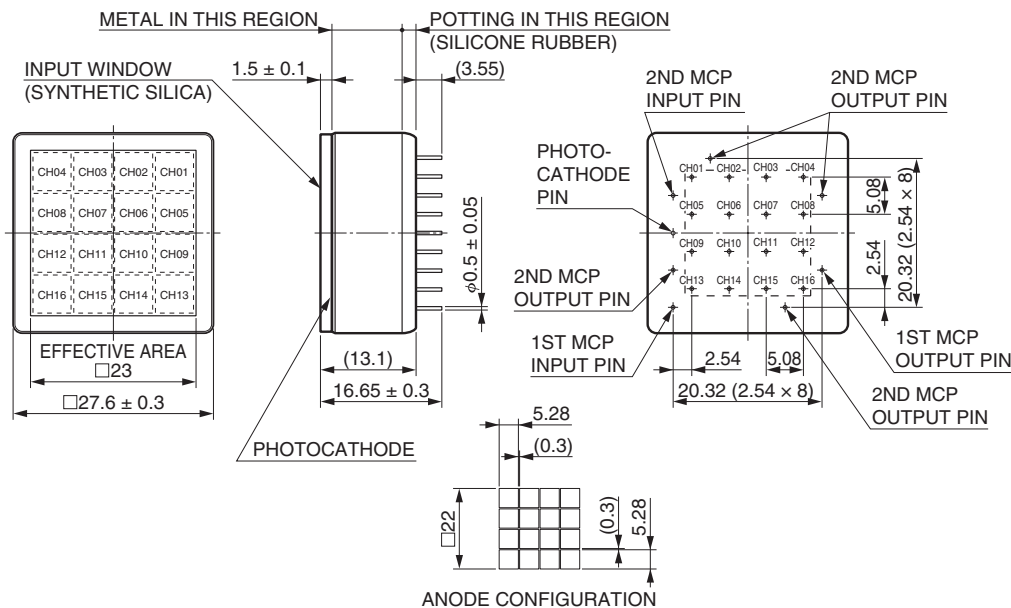 METAL IN THIS REGION
POTTING IN THIS REGION
(SILICONE RUBBER)
INPUT WINDOW
(SYNTHETIC SILICA)
1.5 ± 0.1
(3.55)
2ND MCP
INPUT PIN
2ND MCP
OUTPUT PIN
PHOTO-
CATHODE
PIN
CH04 CH03 CH02 CH01
CH08 CH07 CH06 CH05
CH12 CH11 CH10 CH09
CH16 CH15 CH14 CH13
EFFECTIVE AREA
□23
□27.6 ± 0.3
φ0.5 ± 0.05
(13.1)
16.65 ± 0.3
PHOTOCATHODE
CH01 CH02 CH03 CH04
CH05 CH06 CH07 CH08
CH09 CH10 CH11 CH12
CH13 CH14 CH15 CH16
5.08
2.54
20.32 (2.54 × 8)
2ND MCP
OUTPUT PIN
1ST MCP
INPUT PIN
1ST MCP
OUTPUT PIN
2.54
5.08
20.32 (2.54 × 8)
2ND MCP
OUTPUT PIN
5.28
(0.3)
□22
(0.3)
5.28
ANODE CONFIGURATION